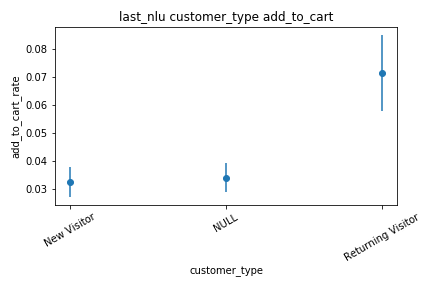 last_nlu customer_type add_to_cart
add_to_cart_rate
0.08
0.07
0.06
0.05
0.04
0.03
New Visitor
NULL
Returning Visitor
customer_type